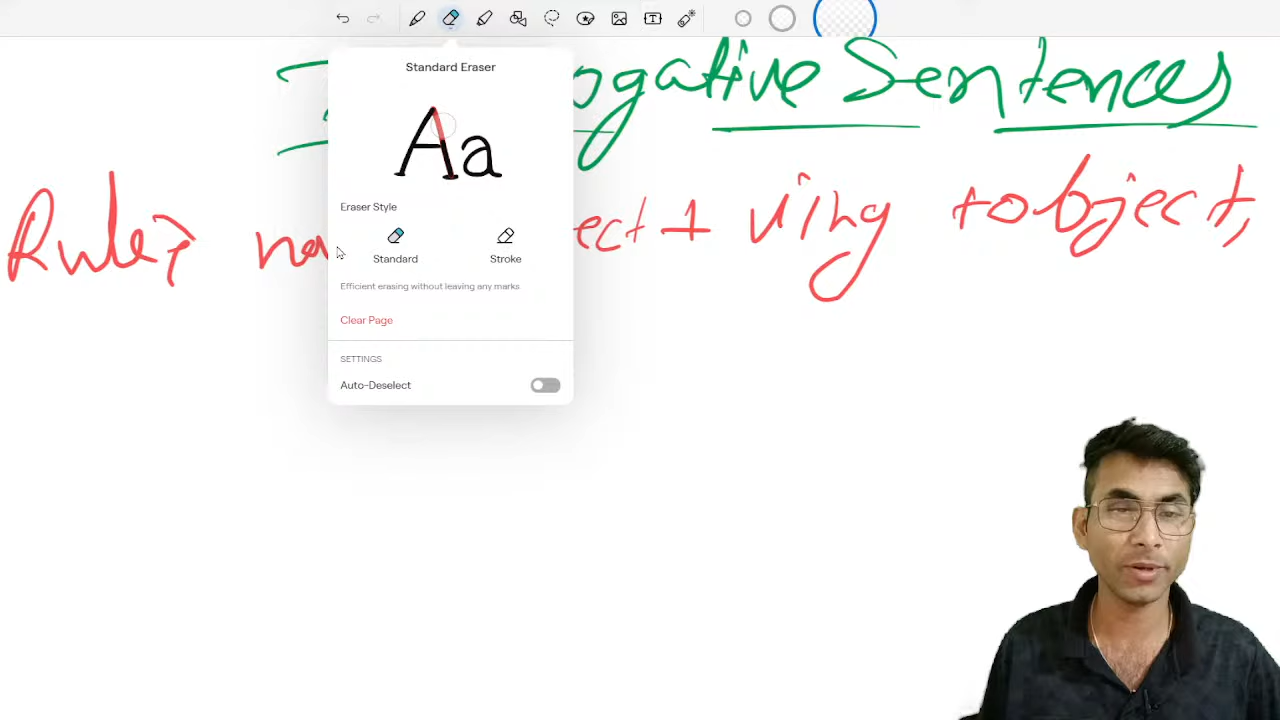 Standard Eraser
ogative Sentences
Aa
Rule:
ect + Ving + object,
Eraser Style
Standard
Stroke
Efficient erasing without leaving any marks.
Clear Page
SETTINGS
Auto-Deselect